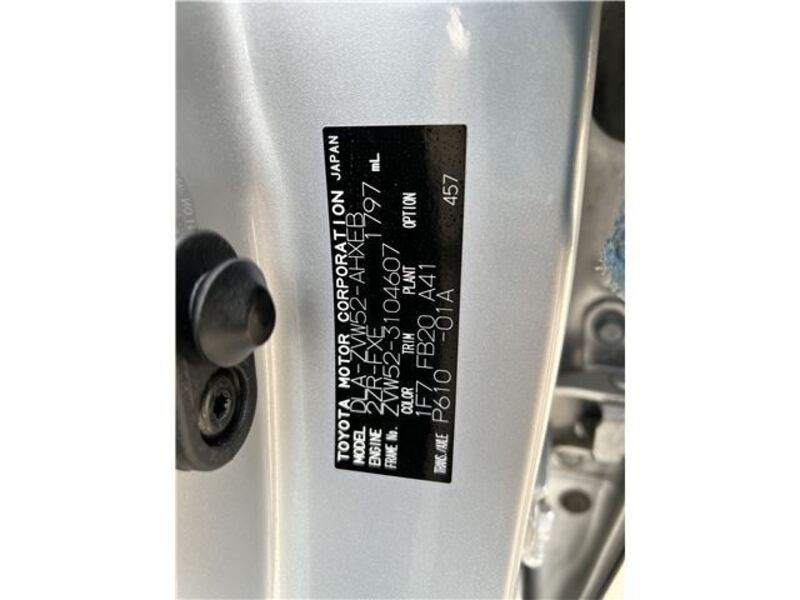 TOYOTA MOTOR CORPORATION JAPAN
MODEL DLA-ZVW52-AHXEB
ENGINE 2ZR-FXE 1797 mL
FRAME No. ZVW52-3104607
COLOR TRIM PLANT OPTION
1F7 FB20 A41
TRANS./AXLE P610 -01A 457